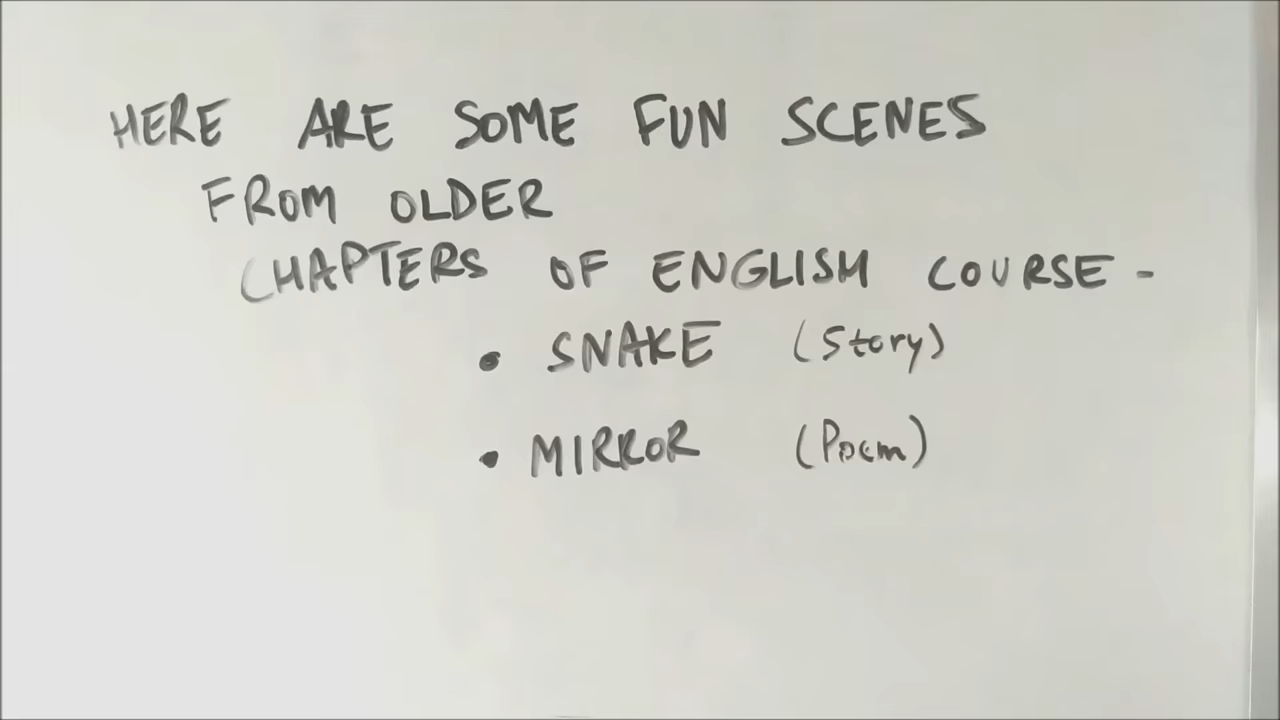 HERE ARE SOME FUN SCENES
FROM OLDER
CHAPTERS OF ENGLISH COURSE -
• SNAKE (Story)
• MIRROR (Poem)